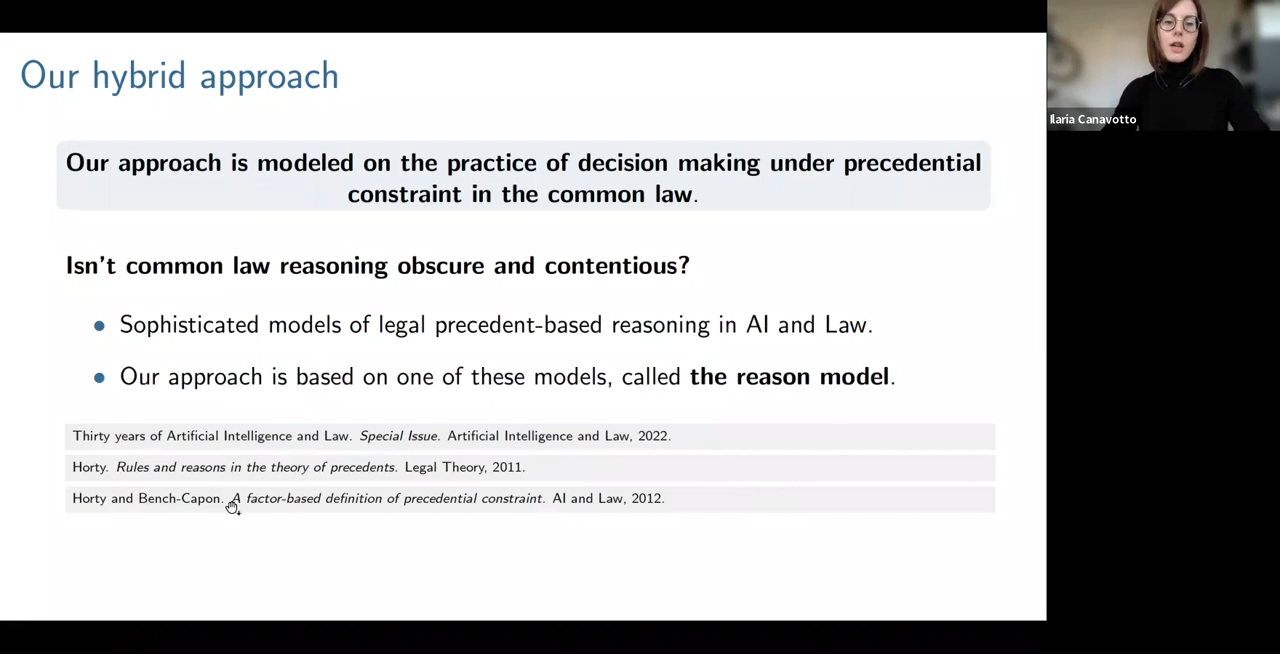 Our hybrid approach
Our approach is modeled on the practice of decision making under precedential
constraint in the common law.
Isn't common law reasoning obscure and contentious?
• Sophisticated models of legal precedent-based reasoning in AI and Law.
• Our approach is based on one of these models, called the reason model.
Thirty years of Artificial Intelligence and Law. Special Issue. Artificial Intelligence and Law, 2022.
Horty. Rules and reasons in the theory of precedents. Legal Theory, 2011.
Horty and Bench-Capon. A factor-based definition of precedential constraint. AI and Law, 2012.
Ilaria Canavotto